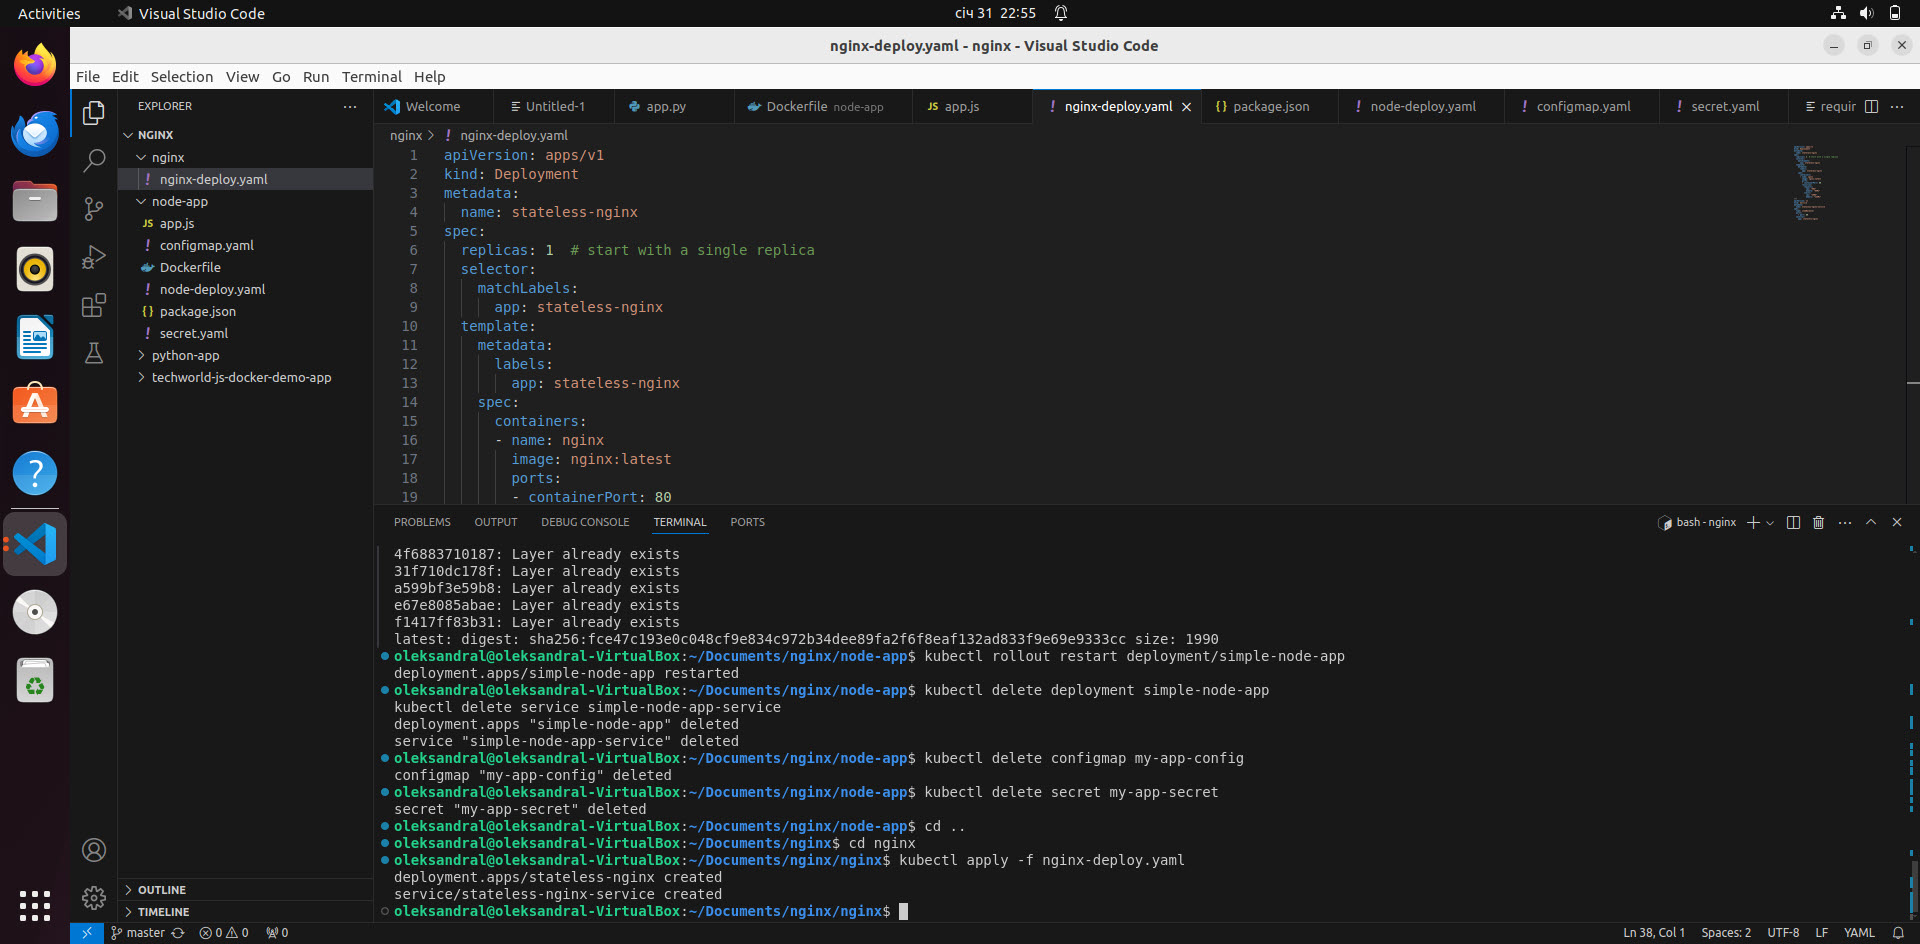 Activities
Visual Studio Code
січ 31 22:55
nginx-deploy.yaml - nginx - Visual Studio Code
File Edit Selection View Go Run Terminal Help
EXPLORER
NGINX
nginx
nginx-deploy.yaml
node-app
JS app.js
configmap.yaml
Dockerfile
node-deploy.yaml
{} package.json
secret.yaml
python-app
techworld-js-docker-demo-app
OUTLINE
TIMELINE
Welcome
Untitled-1
app.py
Dockerfile node-app
JS app.js
! nginx-deploy.yaml
{} package.json
! node-deploy.yaml
! configmap.yaml
! secret.yaml
requir
nginx > ! nginx-deploy.yaml
1 apiVersion: apps/v1
2 kind: Deployment
3 metadata:
4 name: stateless-nginx
5 spec:
6 replicas: 1 # start with a single replica
7 selector:
8 matchLabels:
9 app: stateless-nginx
10 template:
11 metadata:
12 labels:
13 app: stateless-nginx
14 spec:
15 containers:
16 - name: nginx
17 image: nginx:latest
18 ports:
19 - containerPort: 80
PROBLEMS OUTPUT DEBUG CONSOLE TERMINAL PORTS
bash - nginx
4f6883710187: Layer already exists
31f710dc178f: Layer already exists
a599bf3e59b8: Layer already exists
e67e8085abae: Layer already exists
f1417ff83b31: Layer already exists
latest: digest: sha256:fce47c193e0c048cf9e834c972b34dee89fa2f6f8eaf132ad833f9e69e9333cc size: 1990
oleksandral@oleksandral-VirtualBox:~/Documents/nginx/node-app$ kubectl rollout restart deployment/simple-node-app
deployment.apps/simple-node-app restarted
oleksandral@oleksandral-VirtualBox:~/Documents/nginx/node-app$ kubectl delete deployment simple-node-app
kubectl delete service simple-node-app-service
deployment.apps "simple-node-app" deleted
service "simple-node-app-service" deleted
oleksandral@oleksandral-VirtualBox:~/Documents/nginx/node-app$ kubectl delete configmap my-app-config
configmap "my-app-config" deleted
oleksandral@oleksandral-VirtualBox:~/Documents/nginx/node-app$ kubectl delete secret my-app-secret
secret "my-app-secret" deleted
oleksandral@oleksandral-VirtualBox:~/Documents/nginx/node-app$ cd ..
oleksandral@oleksandral-VirtualBox:~/Documents/nginx$ cd nginx
oleksandral@oleksandral-VirtualBox:~/Documents/nginx/nginx$ kubectl apply -f nginx-deploy.yaml
deployment.apps/stateless-nginx created
service/stateless-nginx-service created
oleksandral@oleksandral-VirtualBox:~/Documents/nginx/nginx$
master 0 0 0
Ln 38, Col 1 Spaces: 2 UTF-8 LF YAML